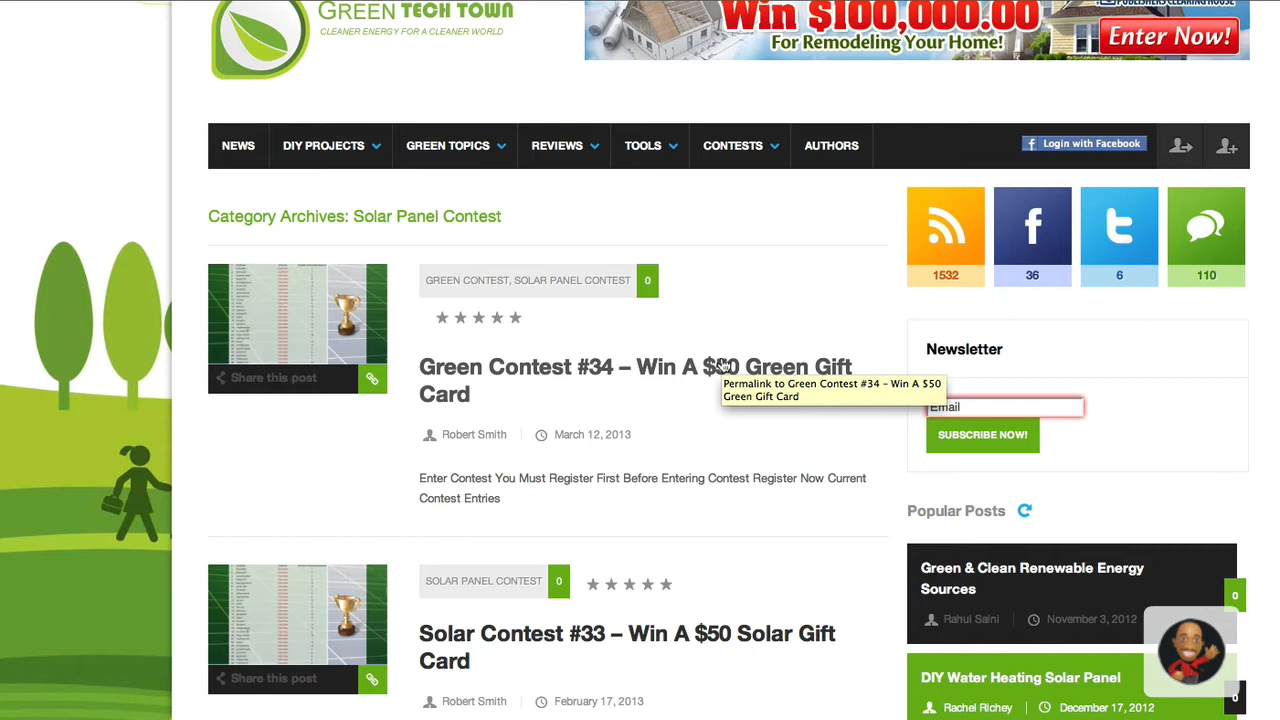 GREEN TECH TOWN
CLEANER ENERGY FOR A CLEANER WORLD
Win $100,000.00
For Remodeling Your Home!
Enter Now!
NEWS
DIY PROJECTS
GREEN TOPICS
REVIEWS
TOOLS
CONTESTS
AUTHORS
f Login with Facebook
Category Archives: Solar Panel Contest
1532
36
6
110
GREEN CONTEST, SOLAR PANEL CONTEST 0
Green Contest #34 – Win A $50 Green Gift
Card
Share this post
Permalink to Green Contest #34 – Win A $50
Green Gift Card
Robert Smith
March 12, 2013
Enter Contest You Must Register First Before Entering Contest Register Now Current
Contest Entries
SOLAR PANEL CONTEST 0
Solar Contest #33 – Win A $50 Solar Gift
Card
Share this post
Robert Smith
February 17, 2013
Newsletter
Email
SUBSCRIBE NOW!
Popular Posts
Green & Clean Renewable Energy
Sources
0
Rahul Saini
November 3, 2012
DIY Water Heating Solar Panel
0
Rachel Richey
December 17, 2012